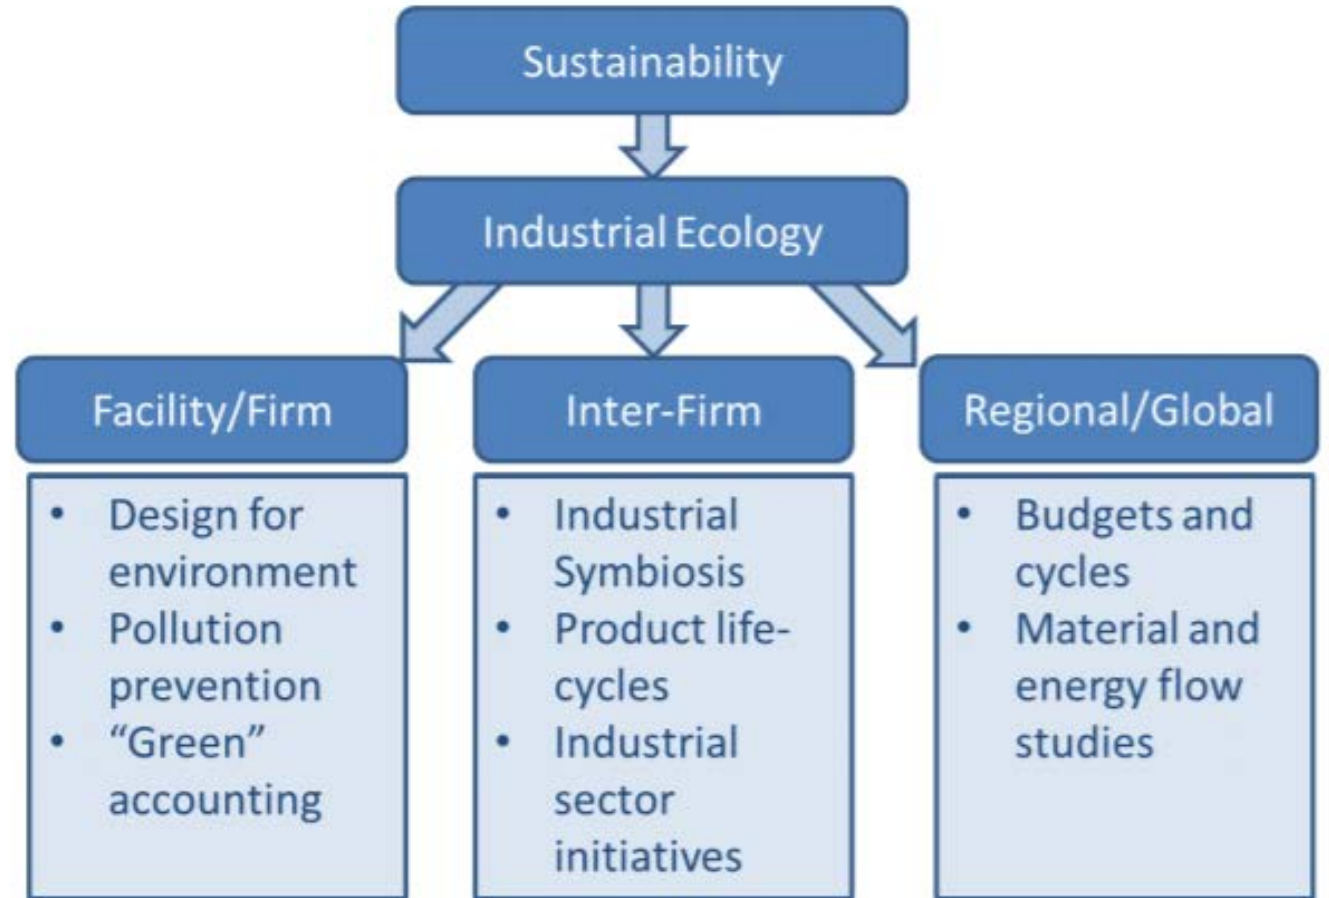 Sustainability
Industrial Ecology
Facility/Firm
• Design for
environment
• Pollution
prevention
• “Green”
accounting
Inter-Firm
• Industrial
Symbiosis
• Product life-
cycles
• Industrial
sector
initiatives
Regional/Global
• Budgets and
cycles
• Material and
energy flow
studies